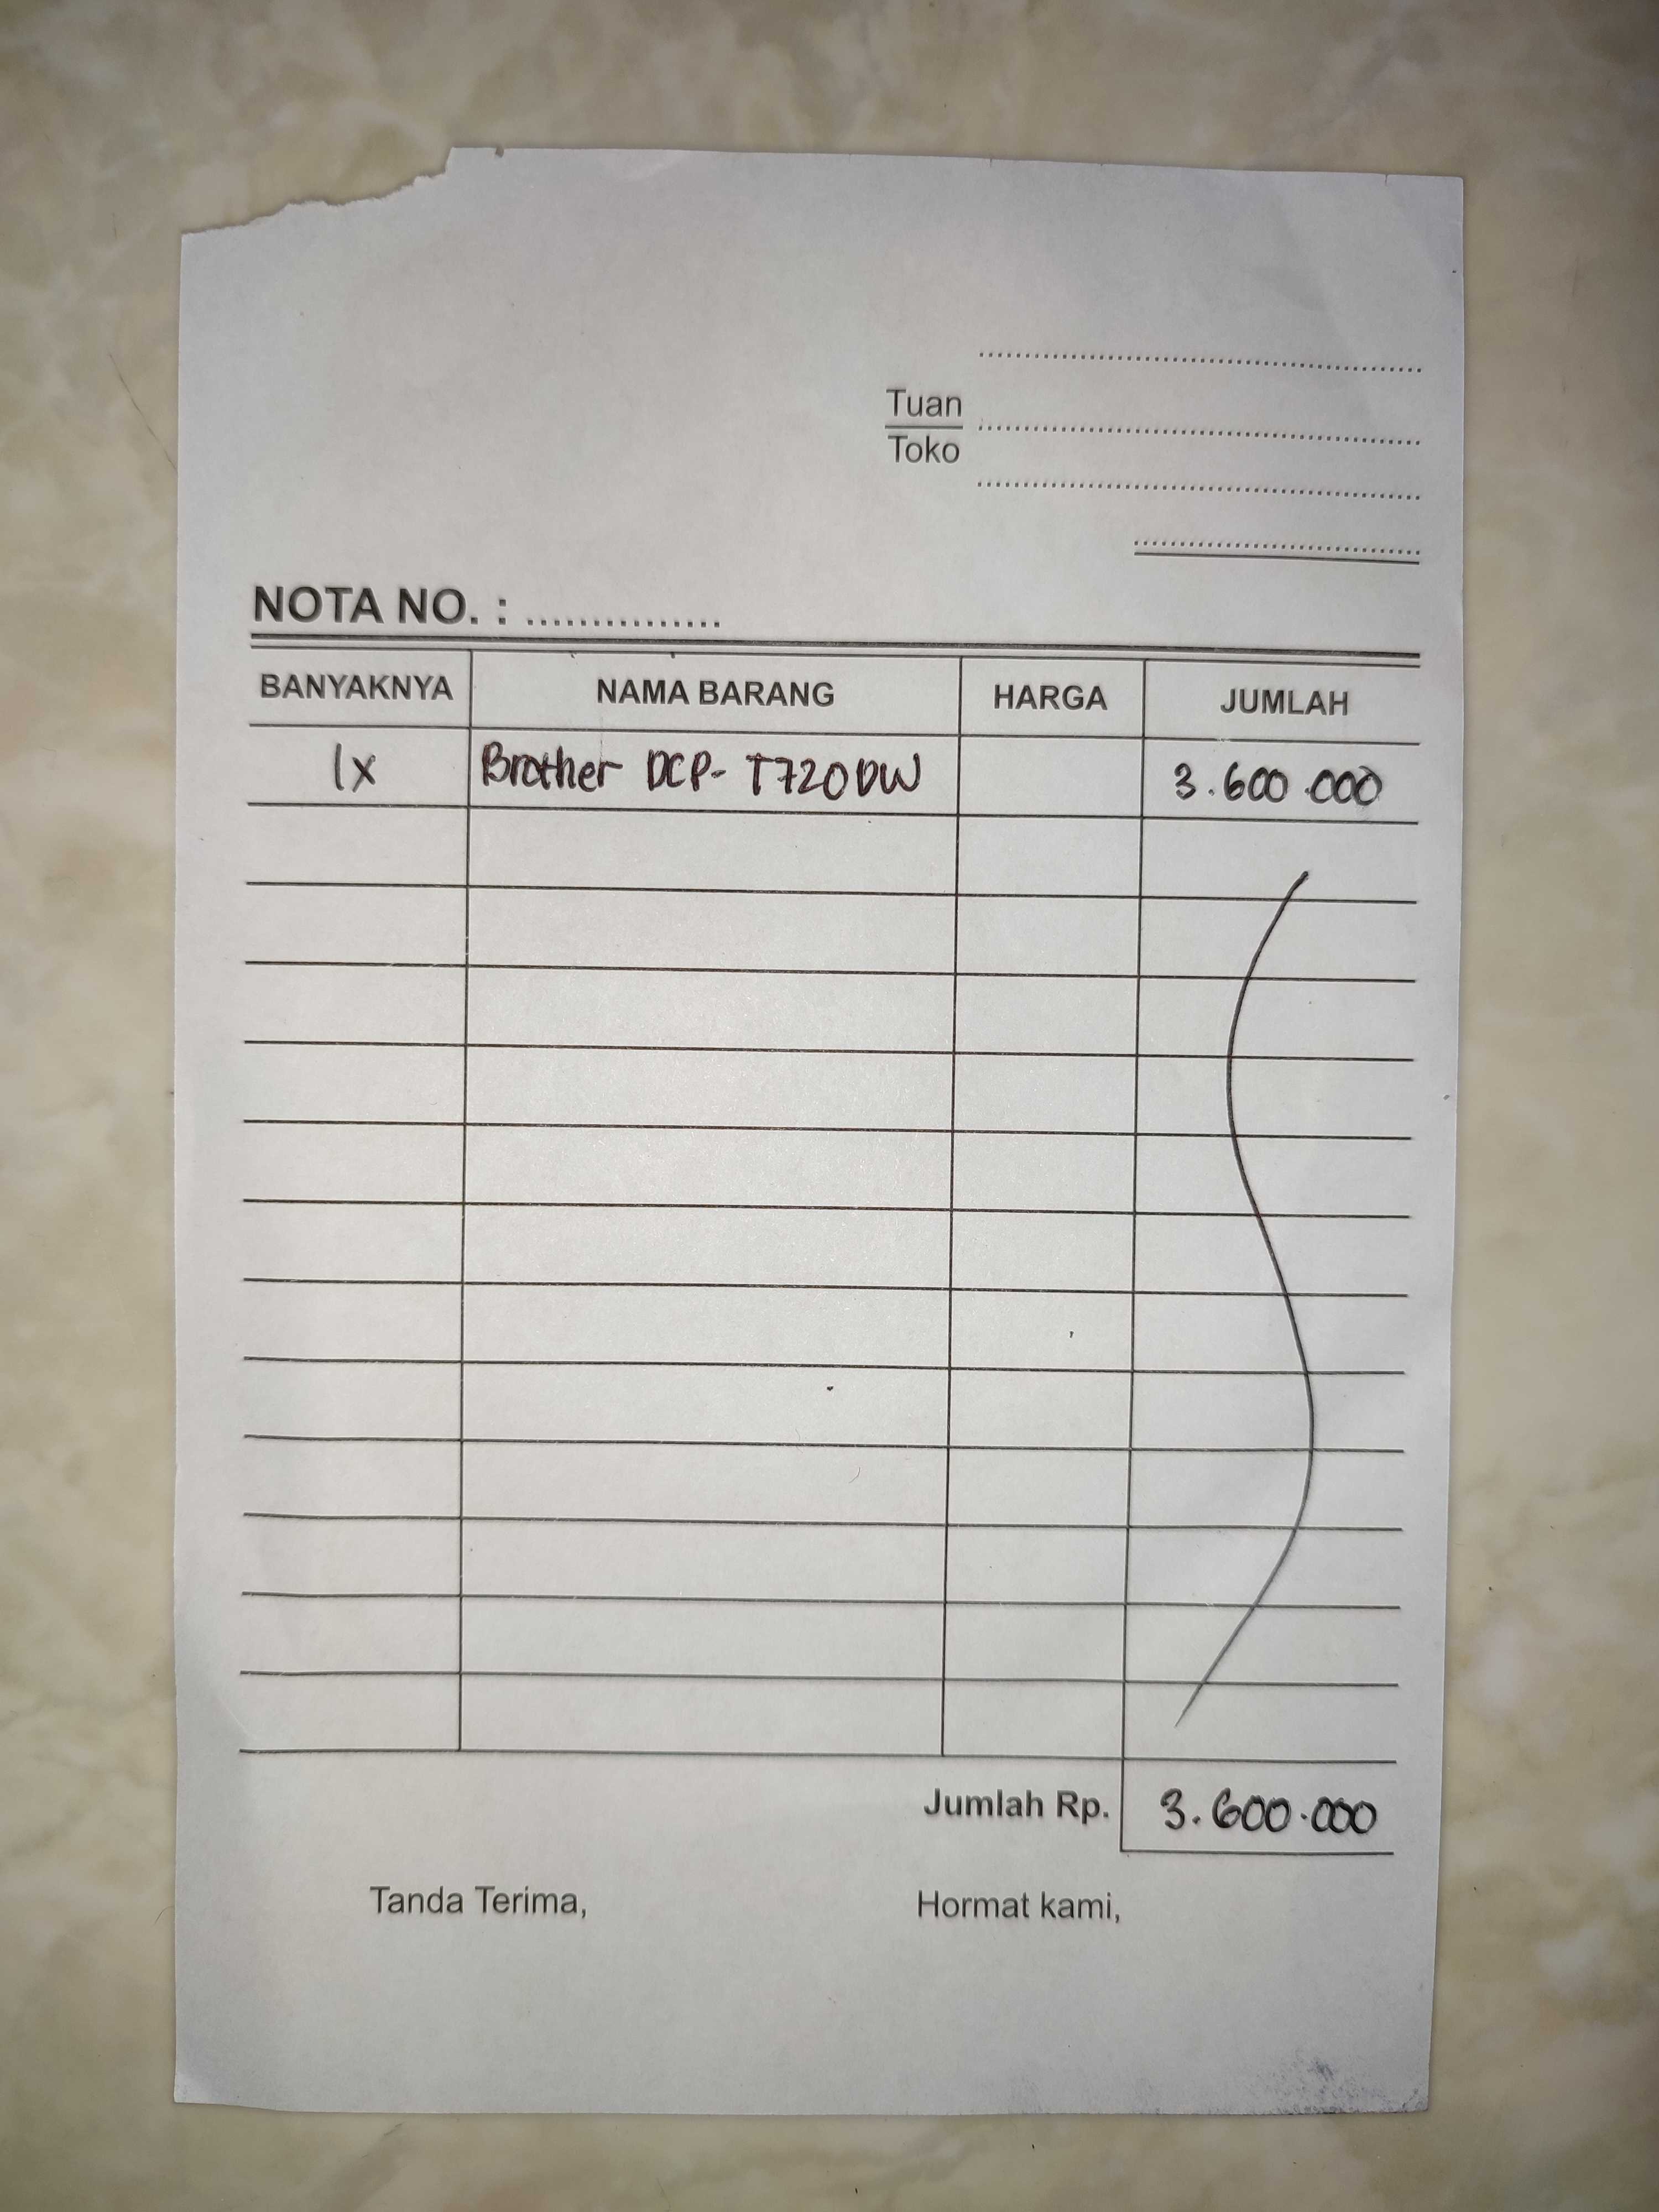 Tuan
Toko
NOTA NO. : ...............
BANYAKNYA NAMA BARANG HARGA JUMLAH
1x Brother DCP- T720DW 3.600.000
Jumlah Rp. 3.600.000
Tanda Terima, Hormat kami,